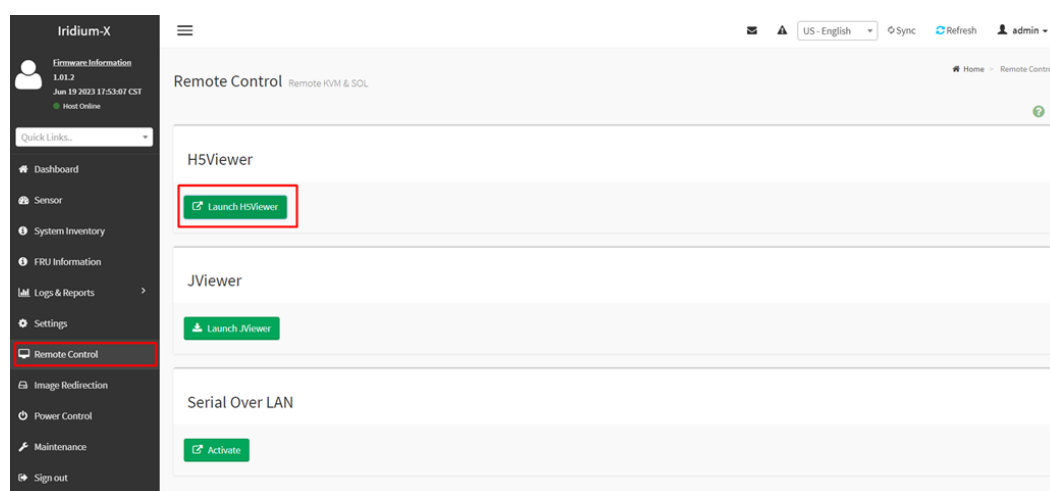 Iridium-X
Firmware Information
1.01.2
Jun 19 2023 17:53:07 CST
Host Online
Quick Links..
Dashboard
Sensor
System Inventory
FRU Information
Logs & Reports
Settings
Remote Control
Image Redirection
Power Control
Maintenance
Sign out
US - English
Sync
Refresh
admin
Remote Control Remote KVM & SOL
Home > Remote Contro
H5Viewer
Launch H5Viewer
JViewer
Launch JViewer
Serial Over LAN
Activate